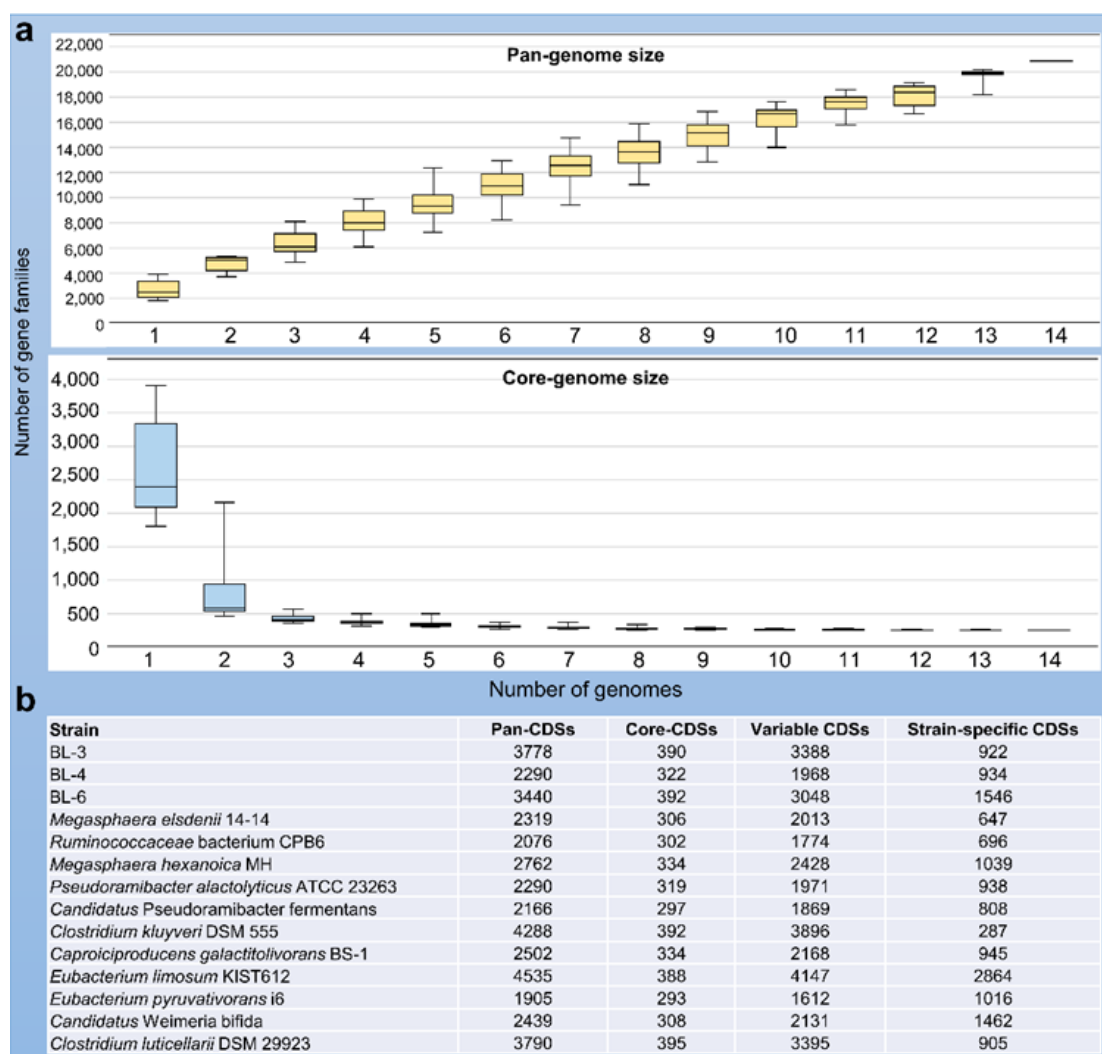 a
Pan-genome size
22,000
20,000
18,000
16,000
14,000
12,000
10,000
8,000
6,000
4,000
2,000
0
1 2 3 4 5 6 7 8 9 10 11 12 13 14
Number of gene families
Core-genome size
4,000
3,500
3,000
2,500
2,000
1,500
1,000
500
0
1 2 3 4 5 6 7 8 9 10 11 12 13 14
Number of genomes
b
Strain Pan-CDSs Core-CDSs Variable CDSs Strain-specific CDSs
BL-3 3778 390 3388 922
BL-4 2290 322 1968 934
BL-6 3440 392 3048 1546
Megasphaera elsdenii 14-14 2319 306 2013 647
Ruminococcaceae bacterium CPB6 2076 302 1774 696
Megasphaera hexanoica MH 2762 334 2428 1039
Pseudoramibacter alactolyticus ATCC 23263 2290 319 1971 938
Candidatus Pseudoramibacter fermentans 2166 297 1869 808
Clostridium kluyveri DSM 555 4288 392 3896 287
Caproiciproducens galactitolivorans BS-1 2502 334 2168 945
Eubacterium limosum KIST612 4535 388 4147 2864
Eubacterium pyruvativorans i6 1905 293 1612 1016
Candidatus Weimeria bifida 2439 308 2131 1462
Clostridium luticellarii DSM 29923 3790 395 3395 905